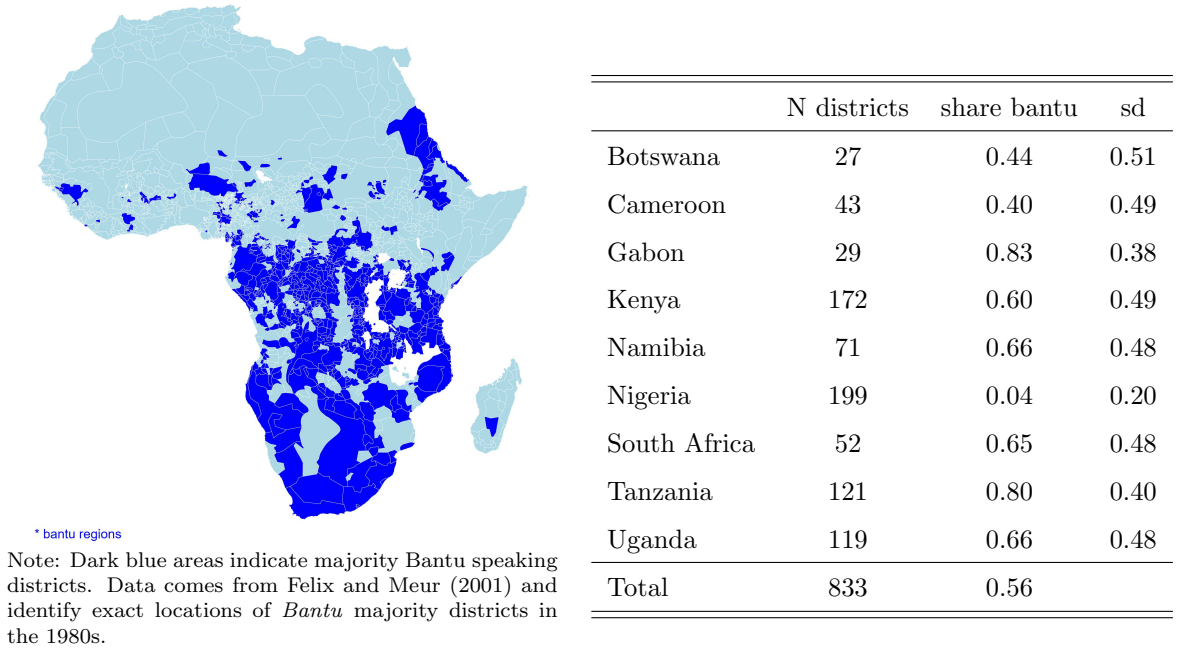 * bantu regions
Note: Dark blue areas indicate majority Bantu speaking
districts. Data comes from Felix and Meur (2001) and
identify exact locations of Bantu majority districts in
the 1980s.
N districts share bantu sd
Botswana 27 0.44 0.51
Cameroon 43 0.40 0.49
Gabon 29 0.83 0.38
Kenya 172 0.60 0.49
Namibia 71 0.66 0.48
Nigeria 199 0.04 0.20
South Africa 52 0.65 0.48
Tanzania 121 0.80 0.40
Uganda 119 0.66 0.48
Total 833 0.56